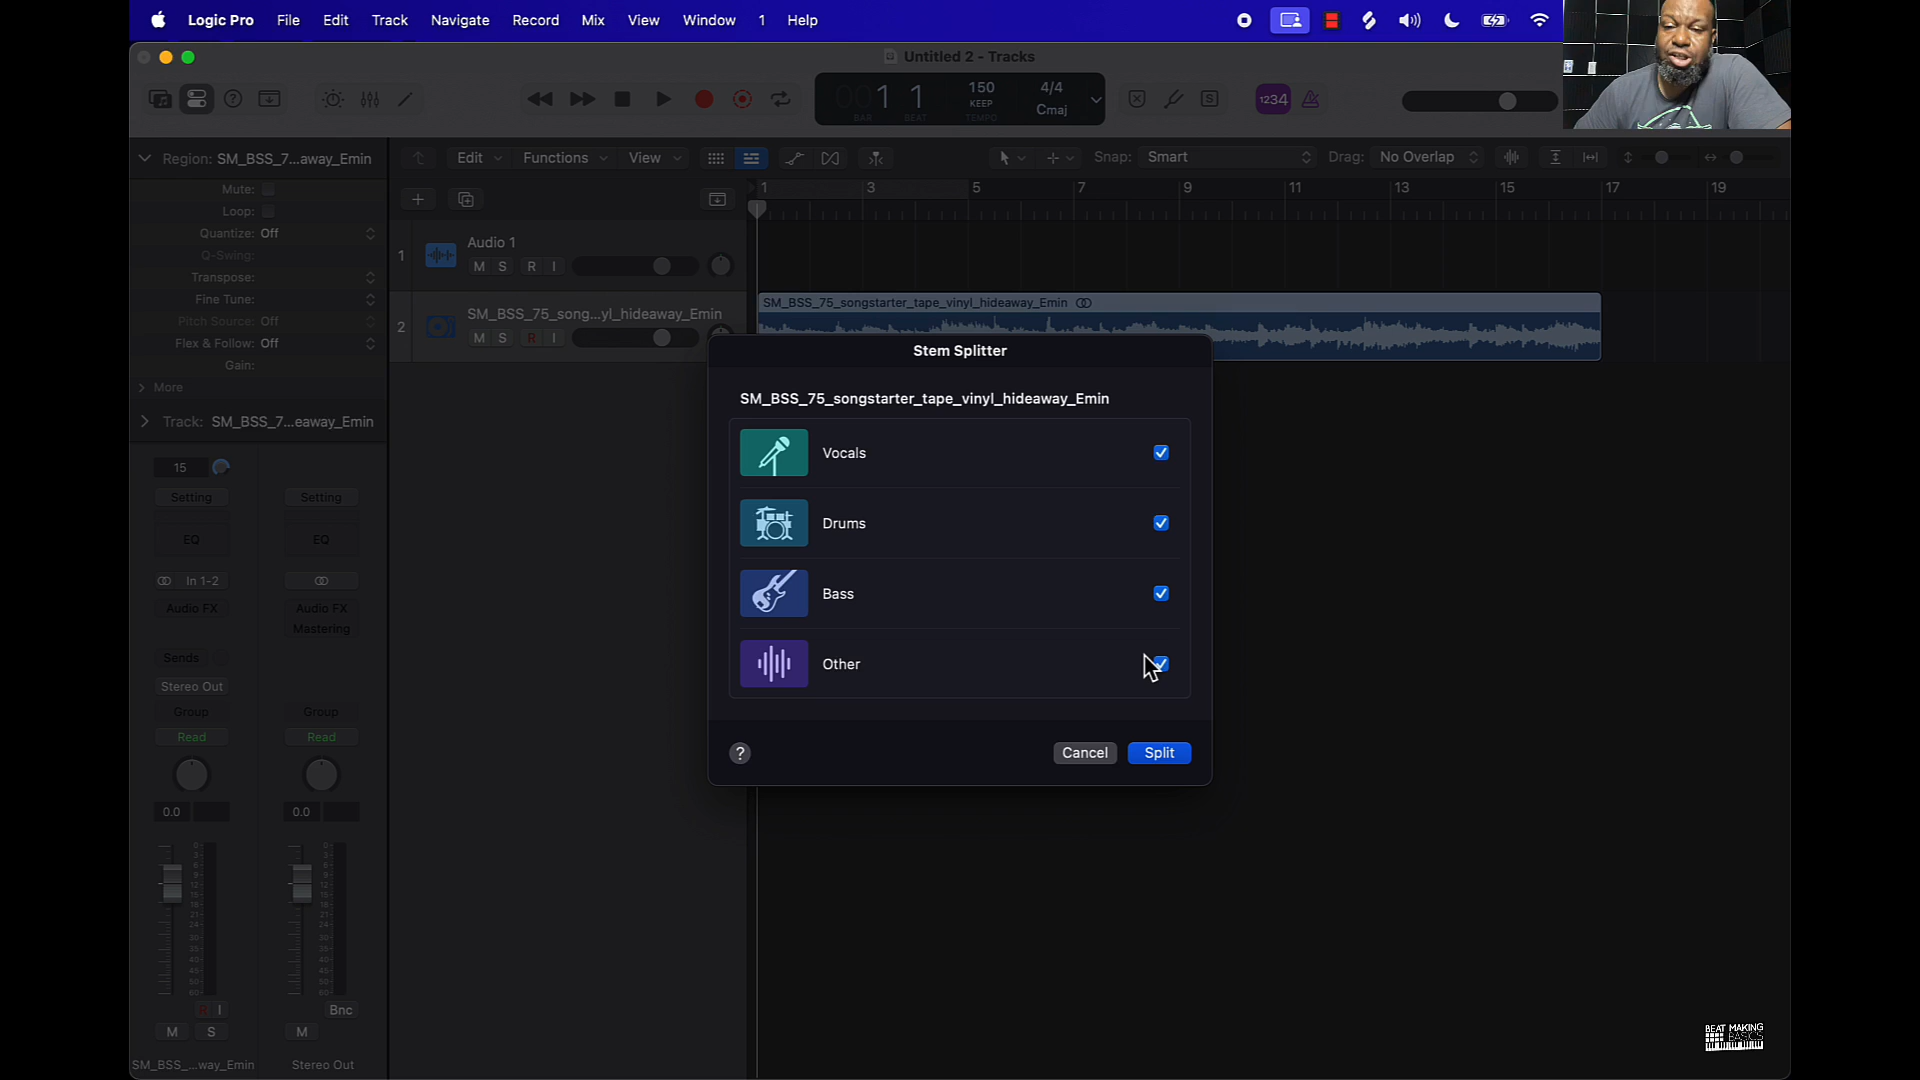 Logic Pro File Edit Track Navigate Record Mix View Window 1 Help
Untitled 2 - Tracks
1 1
BAR BEAT
150
KEEP
TEMPO
4/4
Cmaj
1234
Region: SM_BSS_7...away_Emin
Edit Functions View
Snap: Smart
Drag: No Overlap
Mute:
Loop:
Quantize: Off
Q-Swing:
Transpose:
Fine Tune:
Pitch Source: Off
Flex & Follow: Off
Gain:
More
Track: SM_BSS_7...eaway_Emin
1 3 5 7 9 11 13 15 17 19
1
Audio 1
M S R I
2
SM_BSS_75_song...yl_hideaway_Emin
M S R I
SM_BSS_75_songstarter_tape_vinyl_hideaway_Emin
Stem Splitter
SM_BSS_75_songstarter_tape_vinyl_hideaway_Emin
Vocals
Drums
Bass
Other
?
Cancel
Split
15
Setting
Setting
EQ
EQ
In 1-2
Audio FX
Audio FX
Mastering
Sends
Stereo Out
Group
Group
Read
Read
0.0
0.0
R I
Bnc
M S
M
SM_BSS_...way_Emin
Stereo Out
BEAT MAKING
BASICS